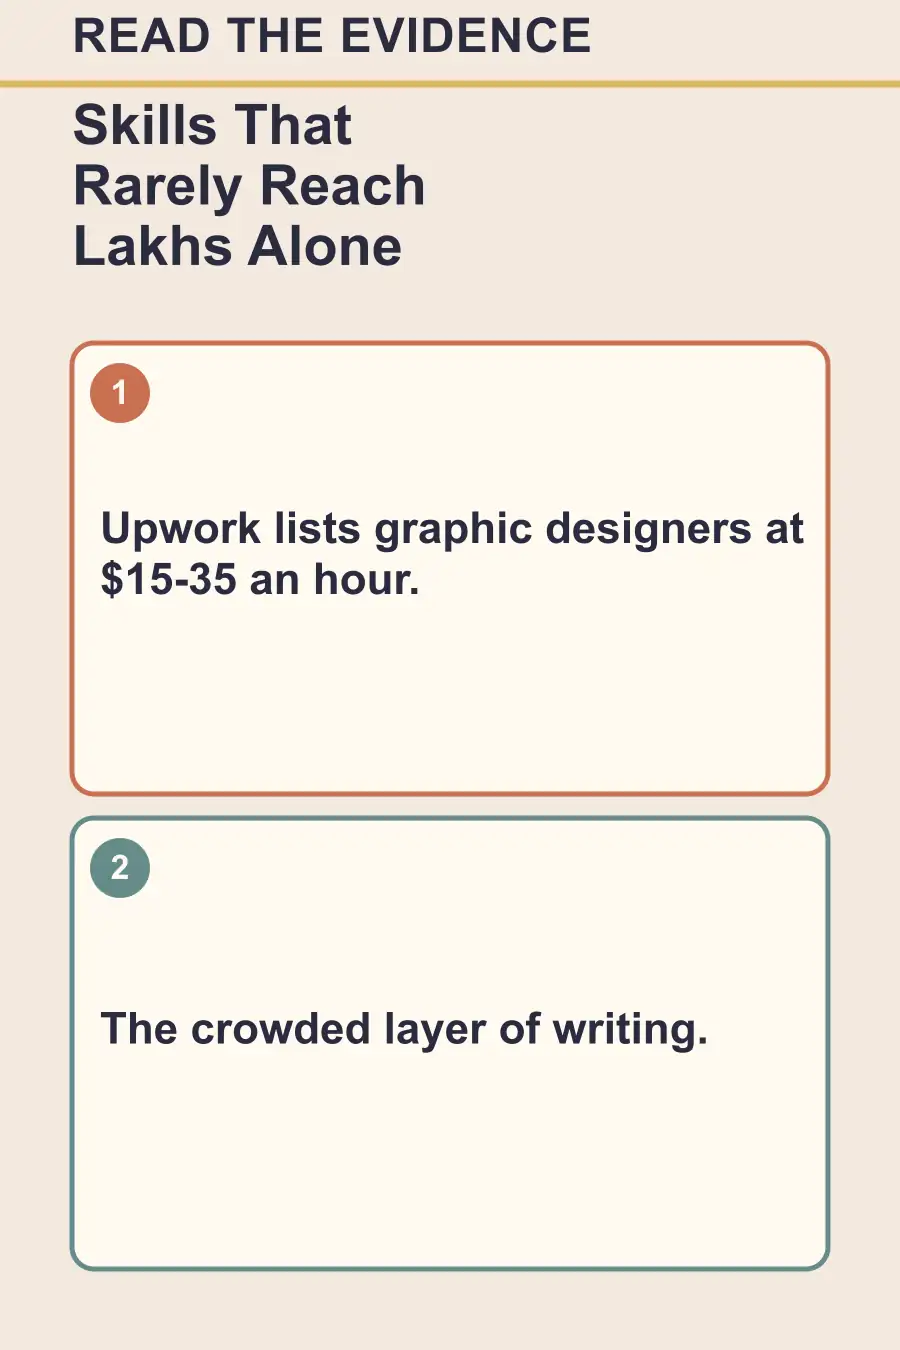 READ THE EVIDENCE
Skills That
Rarely Reach
Lakhs Alone
1
Upwork lists graphic designers at
$15-35 an hour.
2
The crowded layer of writing.